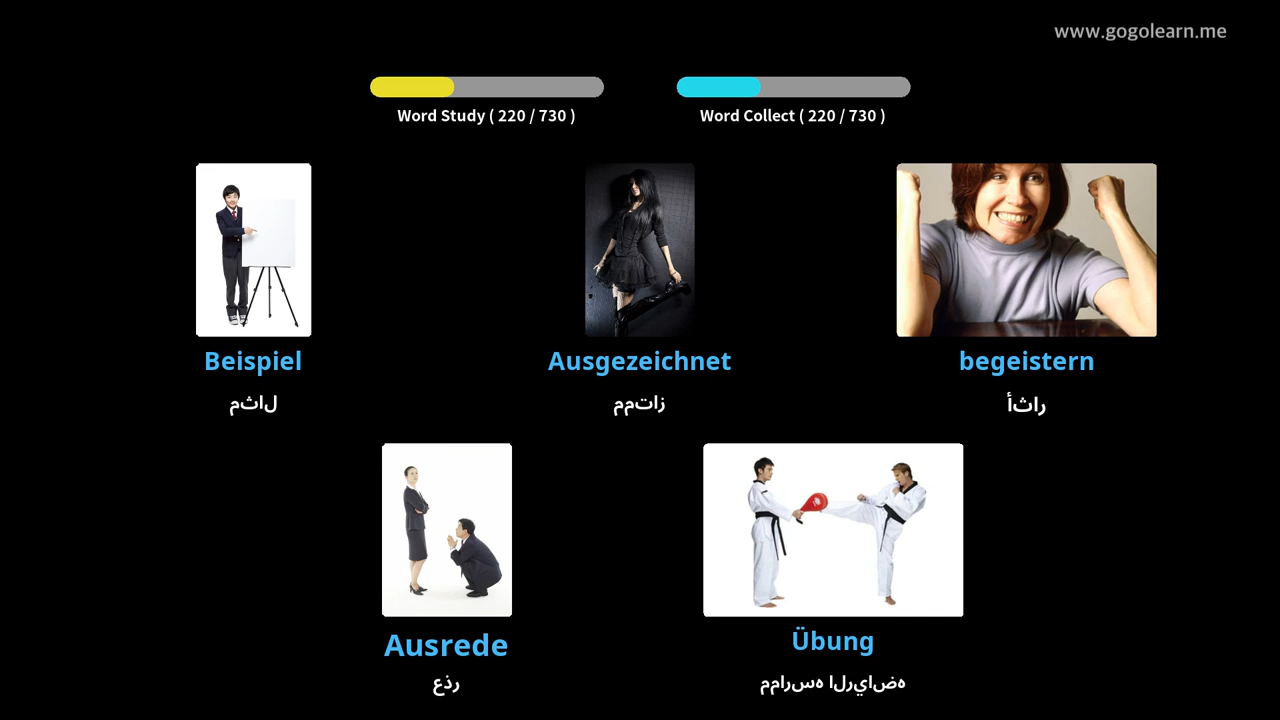 www.gogolearn.me
Word Study ( 220 / 730 )
Word Collect ( 220 / 730 )
Beispiel
مثال
Ausgezeichnet
ممتاز
begeistern
أثار
Ausrede
عذر
Übung
ممارسه الرياضه